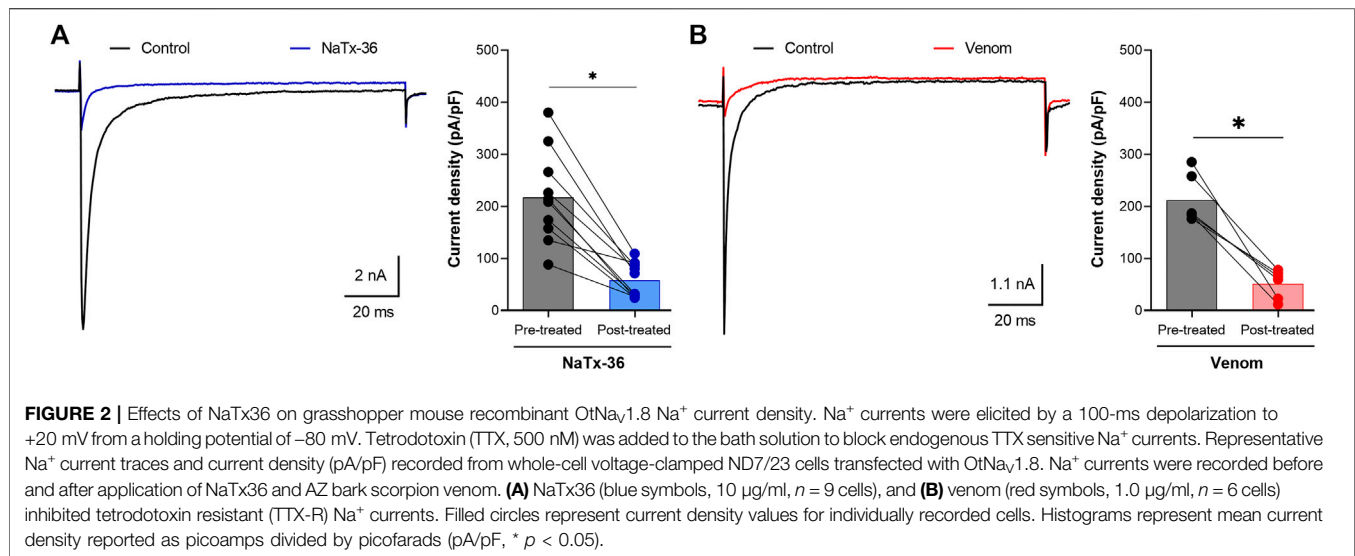 A
Control
NaTx-36
2 nA
20 ms
Current density (pA/pF)
500
400
300
200
100
0
*
Pre-treated
Post-treated
NaTx-36
B
Control
Venom
1.1 nA
20 ms
Current density (pA/pF)
500
400
300
200
100
0
*
Pre-treated
Post-treated
Venom
FIGURE 2 | Effects of NaTx36 on grasshopper mouse recombinant OtNaV1.8 Na+ current density. Na+ currents were elicited by a 100-ms depolarization to
+20 mV from a holding potential of −80 mV. Tetrodotoxin (TTX, 500 nM) was added to the bath solution to block endogenous TTX sensitive Na+ currents. Representative
Na+ current traces and current density (pA/pF) recorded from whole-cell voltage-clamped ND7/23 cells transfected with OtNaV1.8. Na+ currents were recorded before
and after application of NaTx36 and AZ bark scorpion venom. (A) NaTx36 (blue symbols, 10 μg/ml, n = 9 cells), and (B) venom (red symbols, 1.0 μg/ml, n = 6 cells)
inhibited tetrodotoxin resistant (TTX-R) Na+ currents. Filled circles represent current density values for individually recorded cells. Histograms represent mean current
density reported as picoamps divided by picofarads (pA/pF, * p < 0.05).